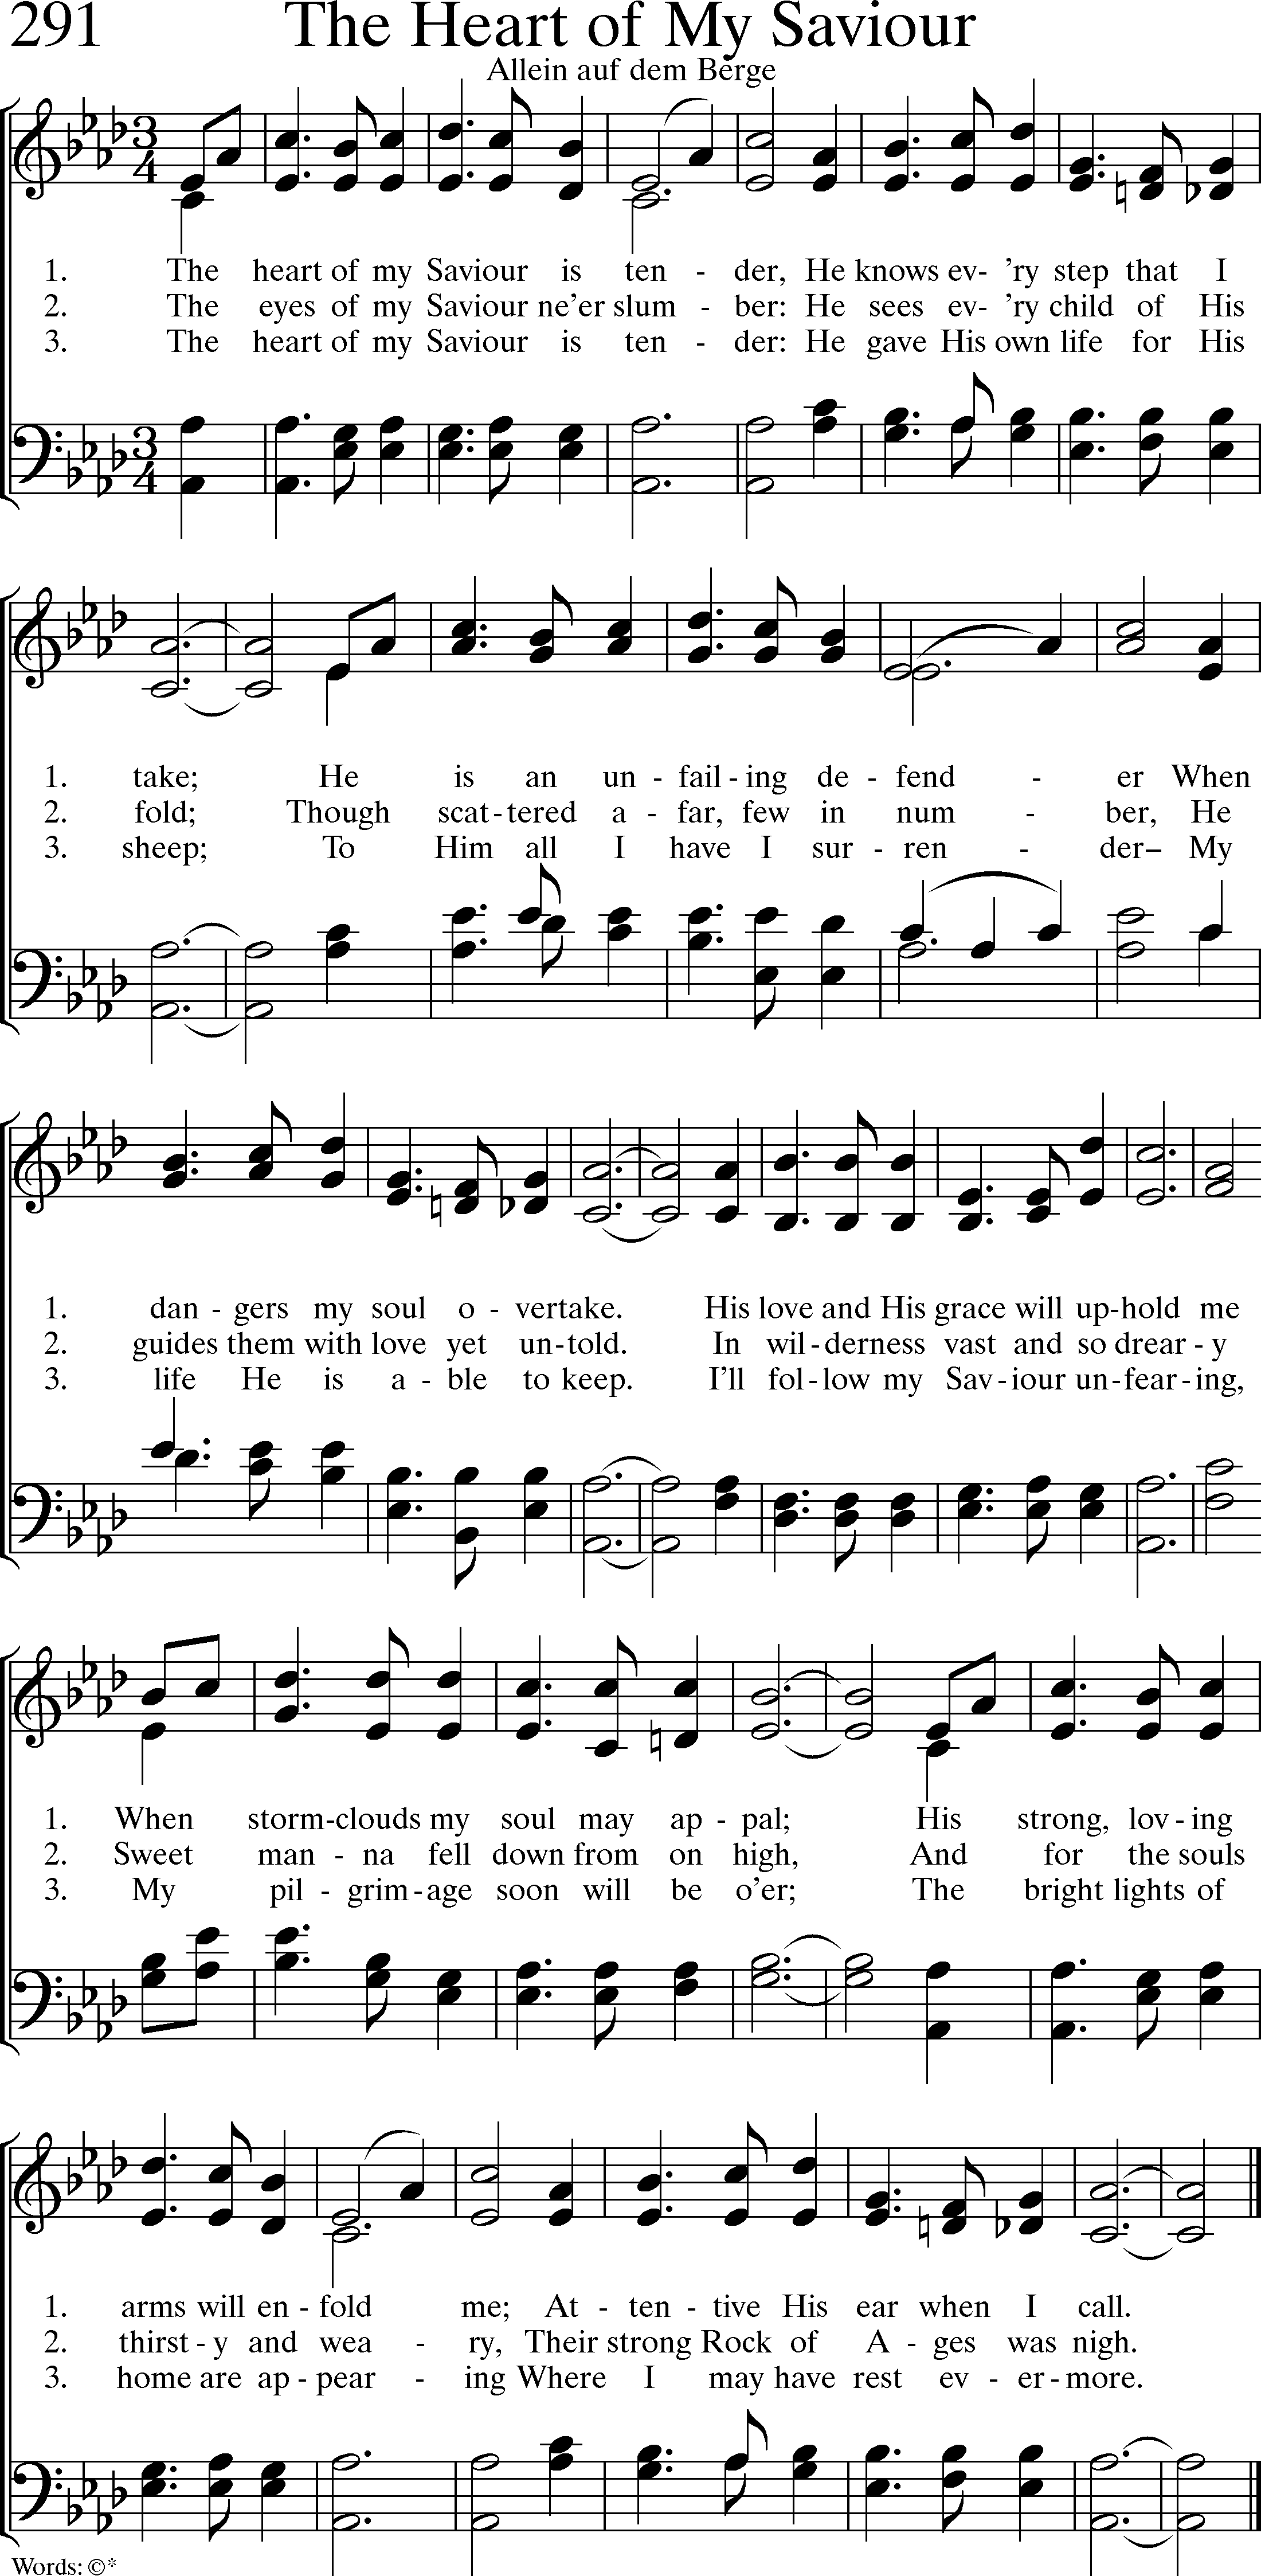 291 The Heart of My Saviour
Allein auf dem Berge
1. The heart of my Saviour is ten - der, He knows ev- 'ry step that I
2. The eyes of my Saviour ne'er slum - ber: He sees ev- 'ry child of His
3. The heart of my Saviour is ten - der: He gave His own life for His
1. take; He is an un - fail - ing de - fend - er When
2. fold; Though scat - tered a - far, few in num - ber, He
3. sheep; To Him all I have I sur - ren - der– My
1. dan - gers my soul o - vertake. His love and His grace will up-hold me
2. guides them with love yet un-told. In wil - derness vast and so drear - y
3. life He is a - ble to keep. I'll fol - low my Sav - iour un - fear - ing,
1. When storm-clouds my soul may ap - pal; His strong, lov - ing
2. Sweet man - na fell down from on high, And for the souls
3. My pil - grim - age soon will be o'er; The bright lights of
1. arms will en - fold me; At - ten - tive His ear when I call.
2. thirst - y and wea - ry, Their strong Rock of A - ges was nigh.
3. home are ap - pear - ing Where I may have rest ev - er - more.
Words: ©*